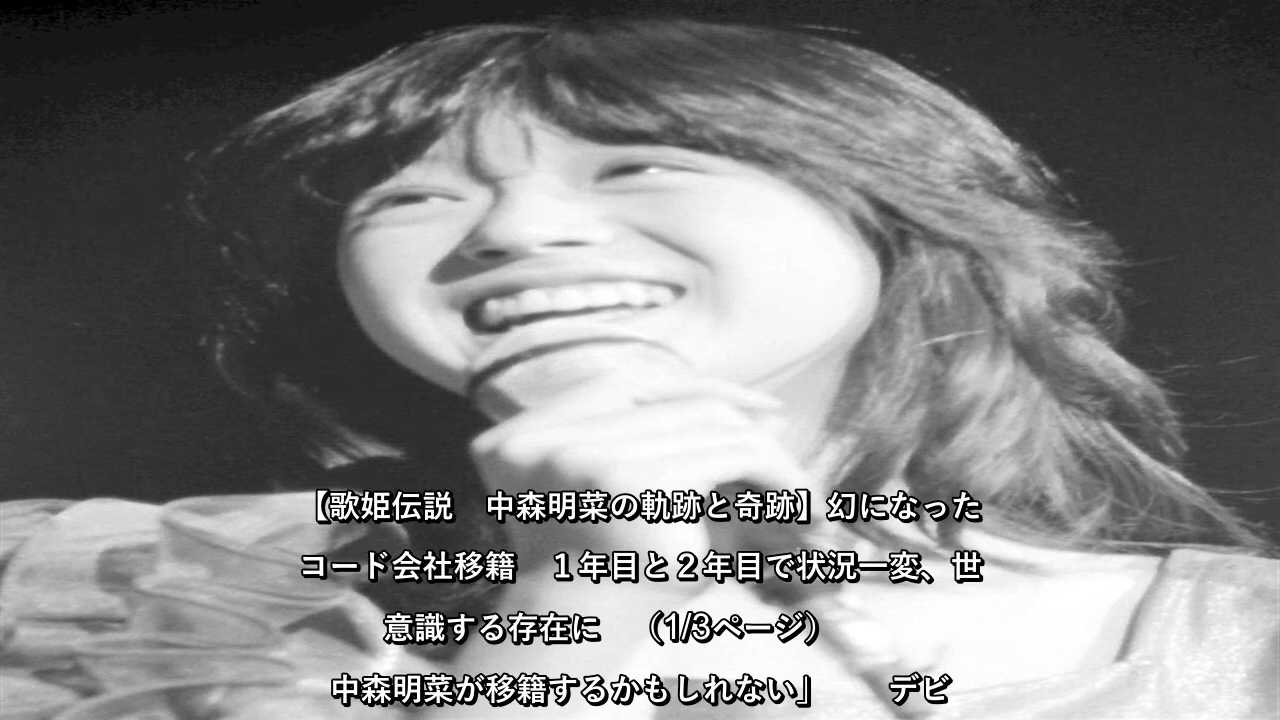 【歌姫伝説　中森明菜の軌跡と奇跡】幻になった
コード会社移籍　１年目と２年目で状況一変、世
意識する存在に　（1/3ページ）
中森明菜が移籍するかもしれない」　　デビ